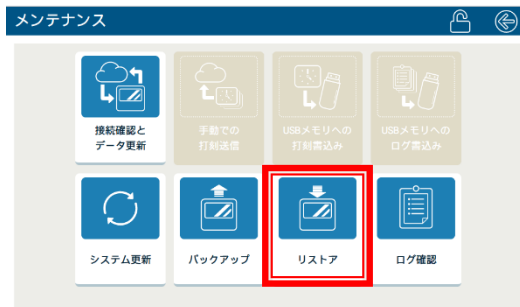 メンテナンス
接続確認と
データ更新
手動での
打刻送信
USBメモリへの
打刻書込み
USBメモリへの
ログ書込み
システム更新
バックアップ
リストア
ログ確認